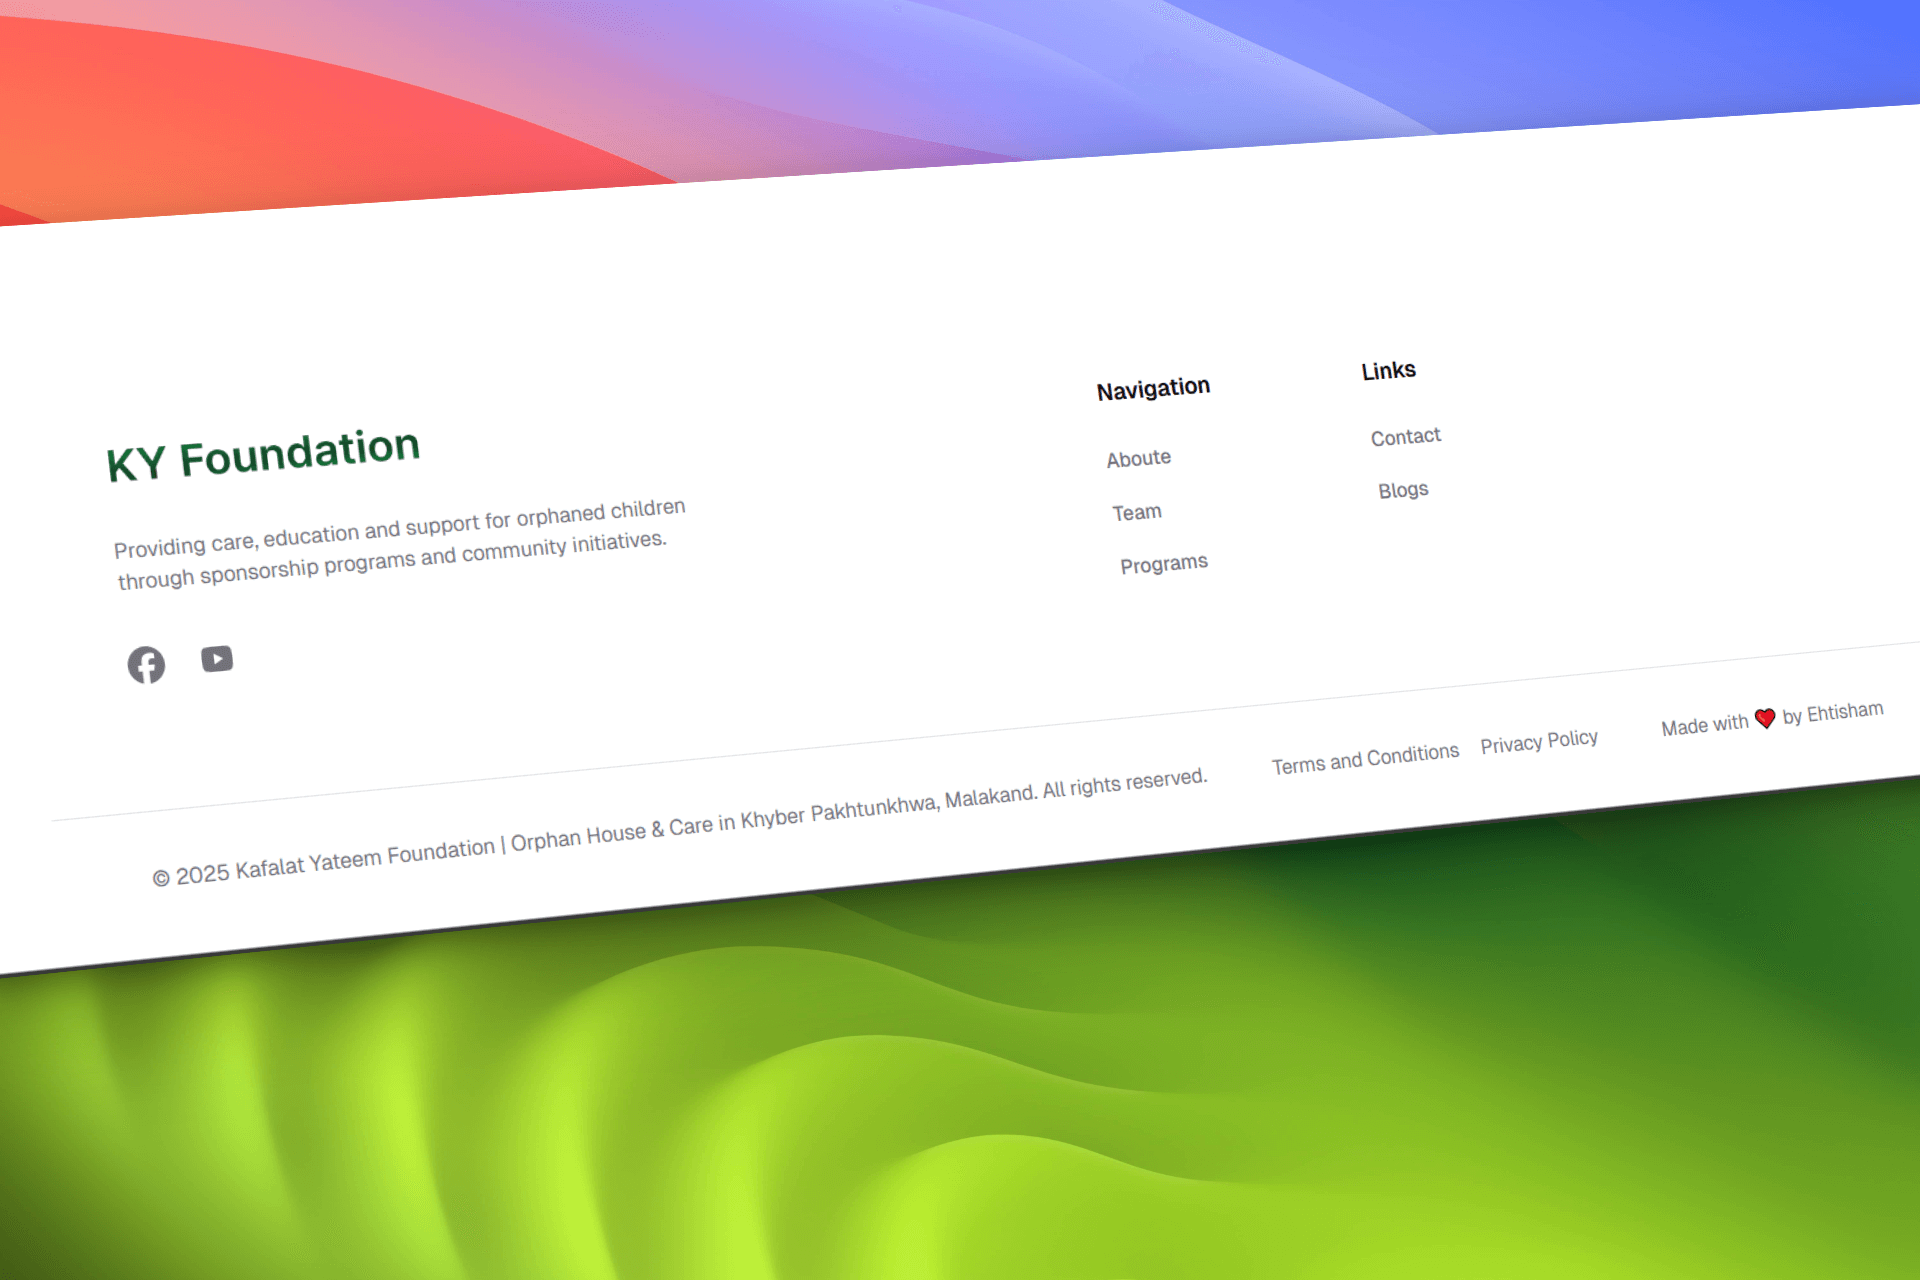 KY Foundation
Providing care, education and support for orphaned children
through sponsorship programs and community initiatives.
Navigation
Aboute
Team
Programs
Links
Contact
Blogs
© 2025 Kafalat Yateem Foundation | Orphan House & Care in Khyber Pakhtunkhwa, Malakand. All rights reserved.
Terms and Conditions
Privacy Policy
Made with ❤️ by Ehtisham